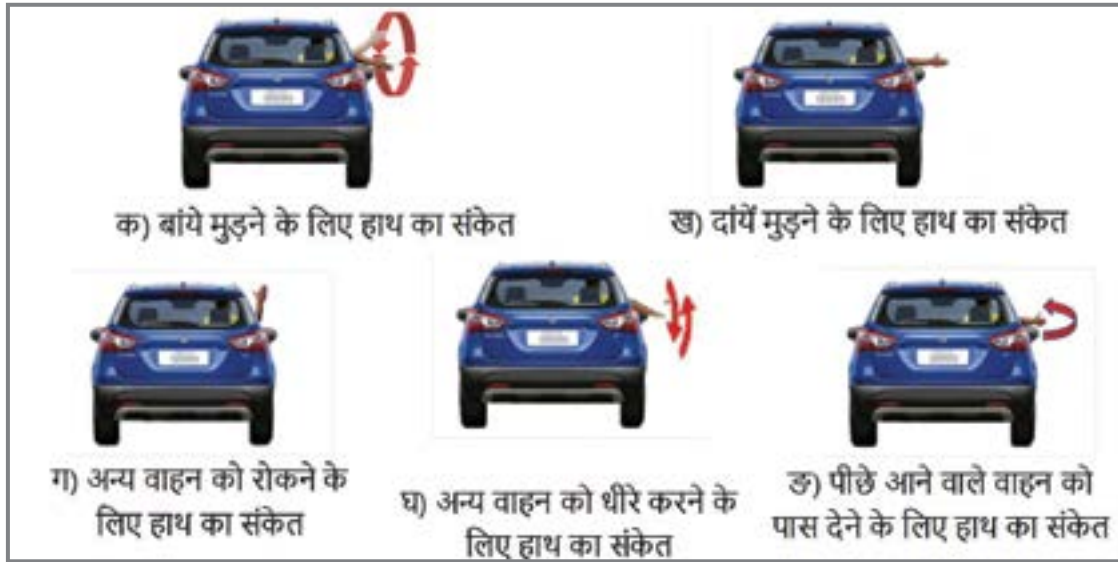 क) बांये मुड़ने के लिए हाथ का संकेत
ख) दांयें मुड़ने के लिए हाथ का संकेत
ग) अन्य वाहन को रोकने के
लिए हाथ का संकेत
घ) अन्य वाहन को धीरे करने के
लिए हाथ का संकेत
ङ) पीछे आने वाले वाहन को
पास देने के लिए हाथ का संकेत